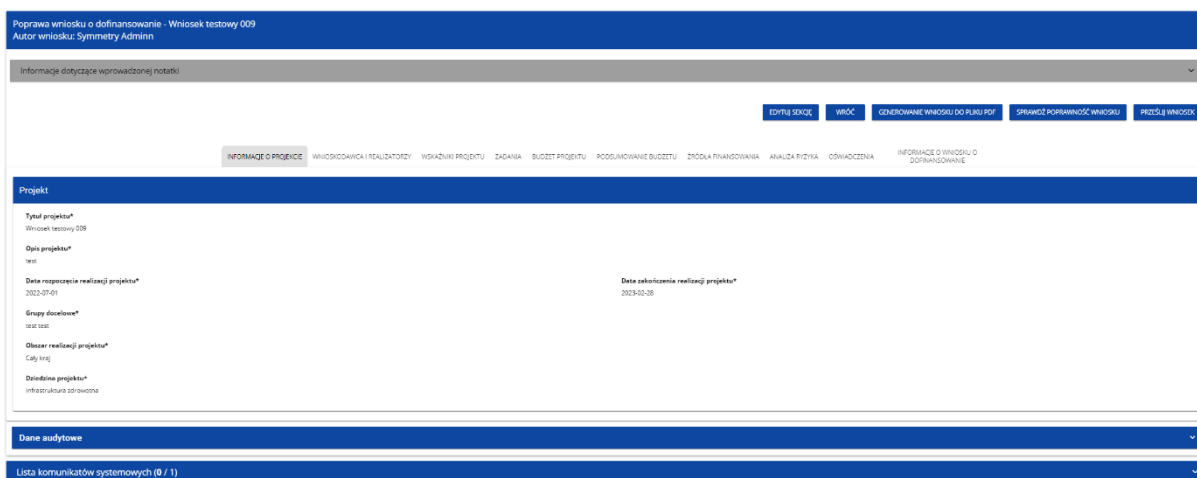 Poprawa wniosku o dofinansowanie - Wniosek testowy 009
Autor wniosku: Symmetry Adminn
Informacje dotyczące wprowadzonej notatki
EDYTUJ SEKCJĘ WRÓĆ GENEROWANIE WNIOSKU DO PLIKU PDF SPRAWDŹ POPRAWNOŚĆ WNIOSKU PRZEŚLIJ WNIOSEK
INFORMACJE O PROJEKCIE WNIOSKODAWCA I REALIZATORZY WSKAŹNIKI PROJEKTU ZADANIA BUDŻET PROJEKTU PODSUMOWANIE BUDŻETU ŹRÓDŁA FINANSOWANIA ANALIZA RYZYKA OŚWIADCZENIA INFORMACJE O WNIOSKU O
DOFINANSOWANIE
Projekt
Tytuł projektu*
Wniosek testowy 009
Opis projektu*
test
Data rozpoczęcia realizacji projektu* Data zakończenia realizacji projektu*
2022-07-01 2023-02-28
Grupy docelowe*
test test
Obszar realizacji projektu*
Cały kraj
Dziedzina projektu*
Infrastruktura zdrowotna
Dane audytowe
Lista komunikatów systemowych (0 / 1)